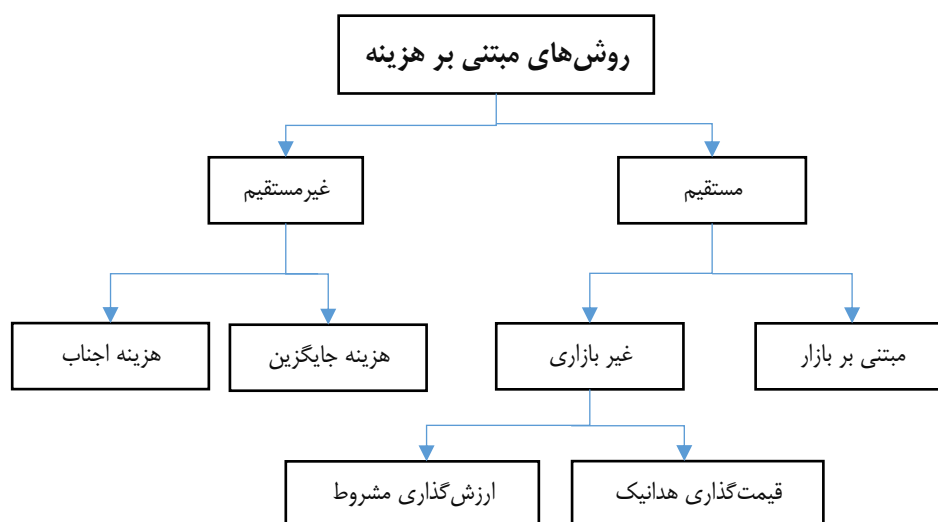 روش‌های مبتنی بر هزینه
مستقیم
غیرمستقیم
مبتنی بر بازار
غیر بازاری
هزینه جایگزین
هزینه اجناب
قیمت‌گذاری هدانیک
ارزش‌گذاری مشروط